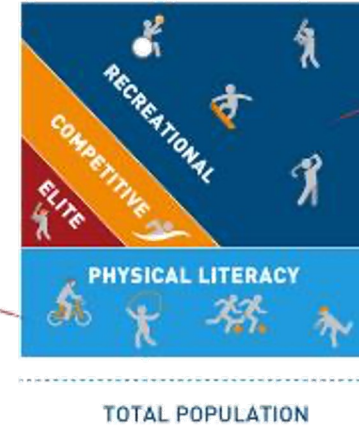 RECREATIONAL
COMPETITIVE
ELITE
PHYSICAL LITERACY
TOTAL POPULATION